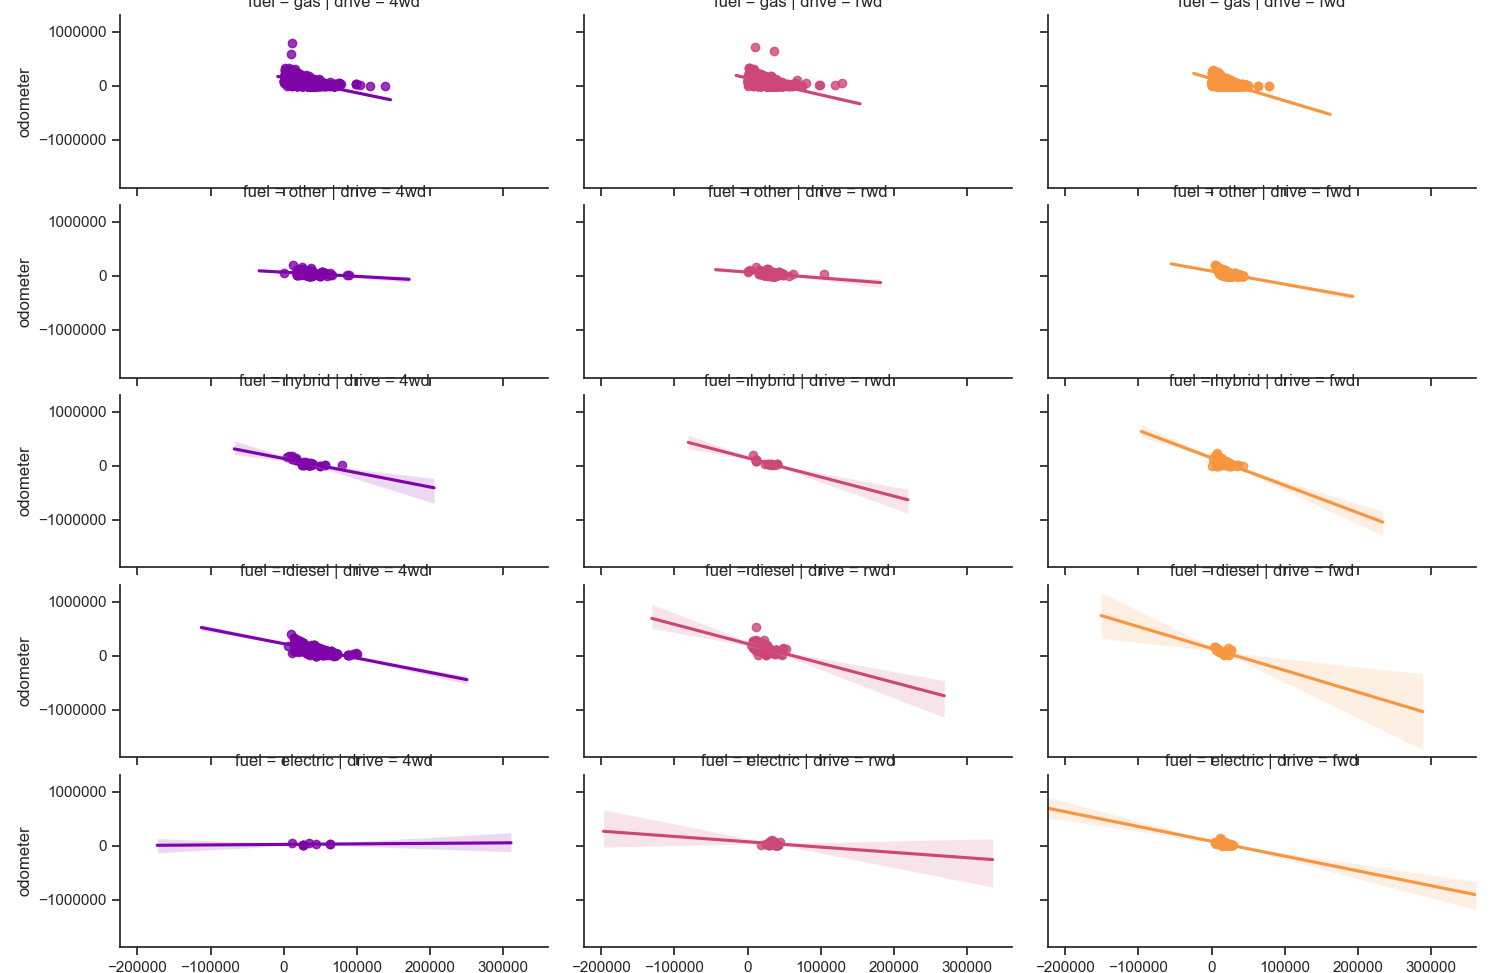 fuel = gas | drive = 4wd
fuel = gas | drive = rwd
fuel = gas | drive = fwd
1000000
0
−1000000
odometer
fuel = other | drive = 4wd
fuel = other | drive = rwd
fuel = other | drive = fwd
1000000
0
−1000000
odometer
fuel = hybrid | drive = 4wd
fuel = hybrid | drive = rwd
fuel = hybrid | drive = fwd
1000000
0
−1000000
odometer
fuel = diesel | drive = 4wd
fuel = diesel | drive = rwd
fuel = diesel | drive = fwd
1000000
0
−1000000
odometer
fuel = electric | drive = 4wd
fuel = electric | drive = rwd
fuel = electric | drive = fwd
1000000
0
−1000000
odometer
−200000 −100000 0 100000 200000 300000
−200000 −100000 0 100000 200000 300000
−200000 −100000 0 100000 200000 300000